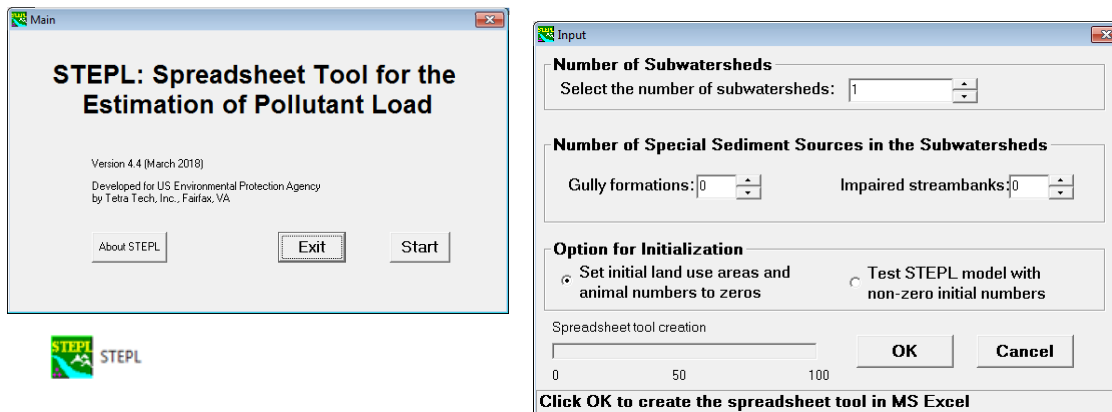 Main
STEPL: Spreadsheet Tool for the
Estimation of Pollutant Load
Version 4.4 (March 2018)
Developed for US Environmental Protection Agency
by Tetra Tech, Inc., Fairfax, VA
About STEPL
Exit
Start
STEPL
STEPL
Input
Number of Subwatersheds
Select the number of subwatersheds: 1
Number of Special Sediment Sources in the Subwatersheds
Gully formations: 0 Impaired streambanks: 0
Option for Initialization
Set initial land use areas and
animal numbers to zeros
Test STEPL model with
non-zero initial numbers
Spreadsheet tool creation
0 50 100
OK
Cancel
Click OK to create the spreadsheet tool in MS Excel